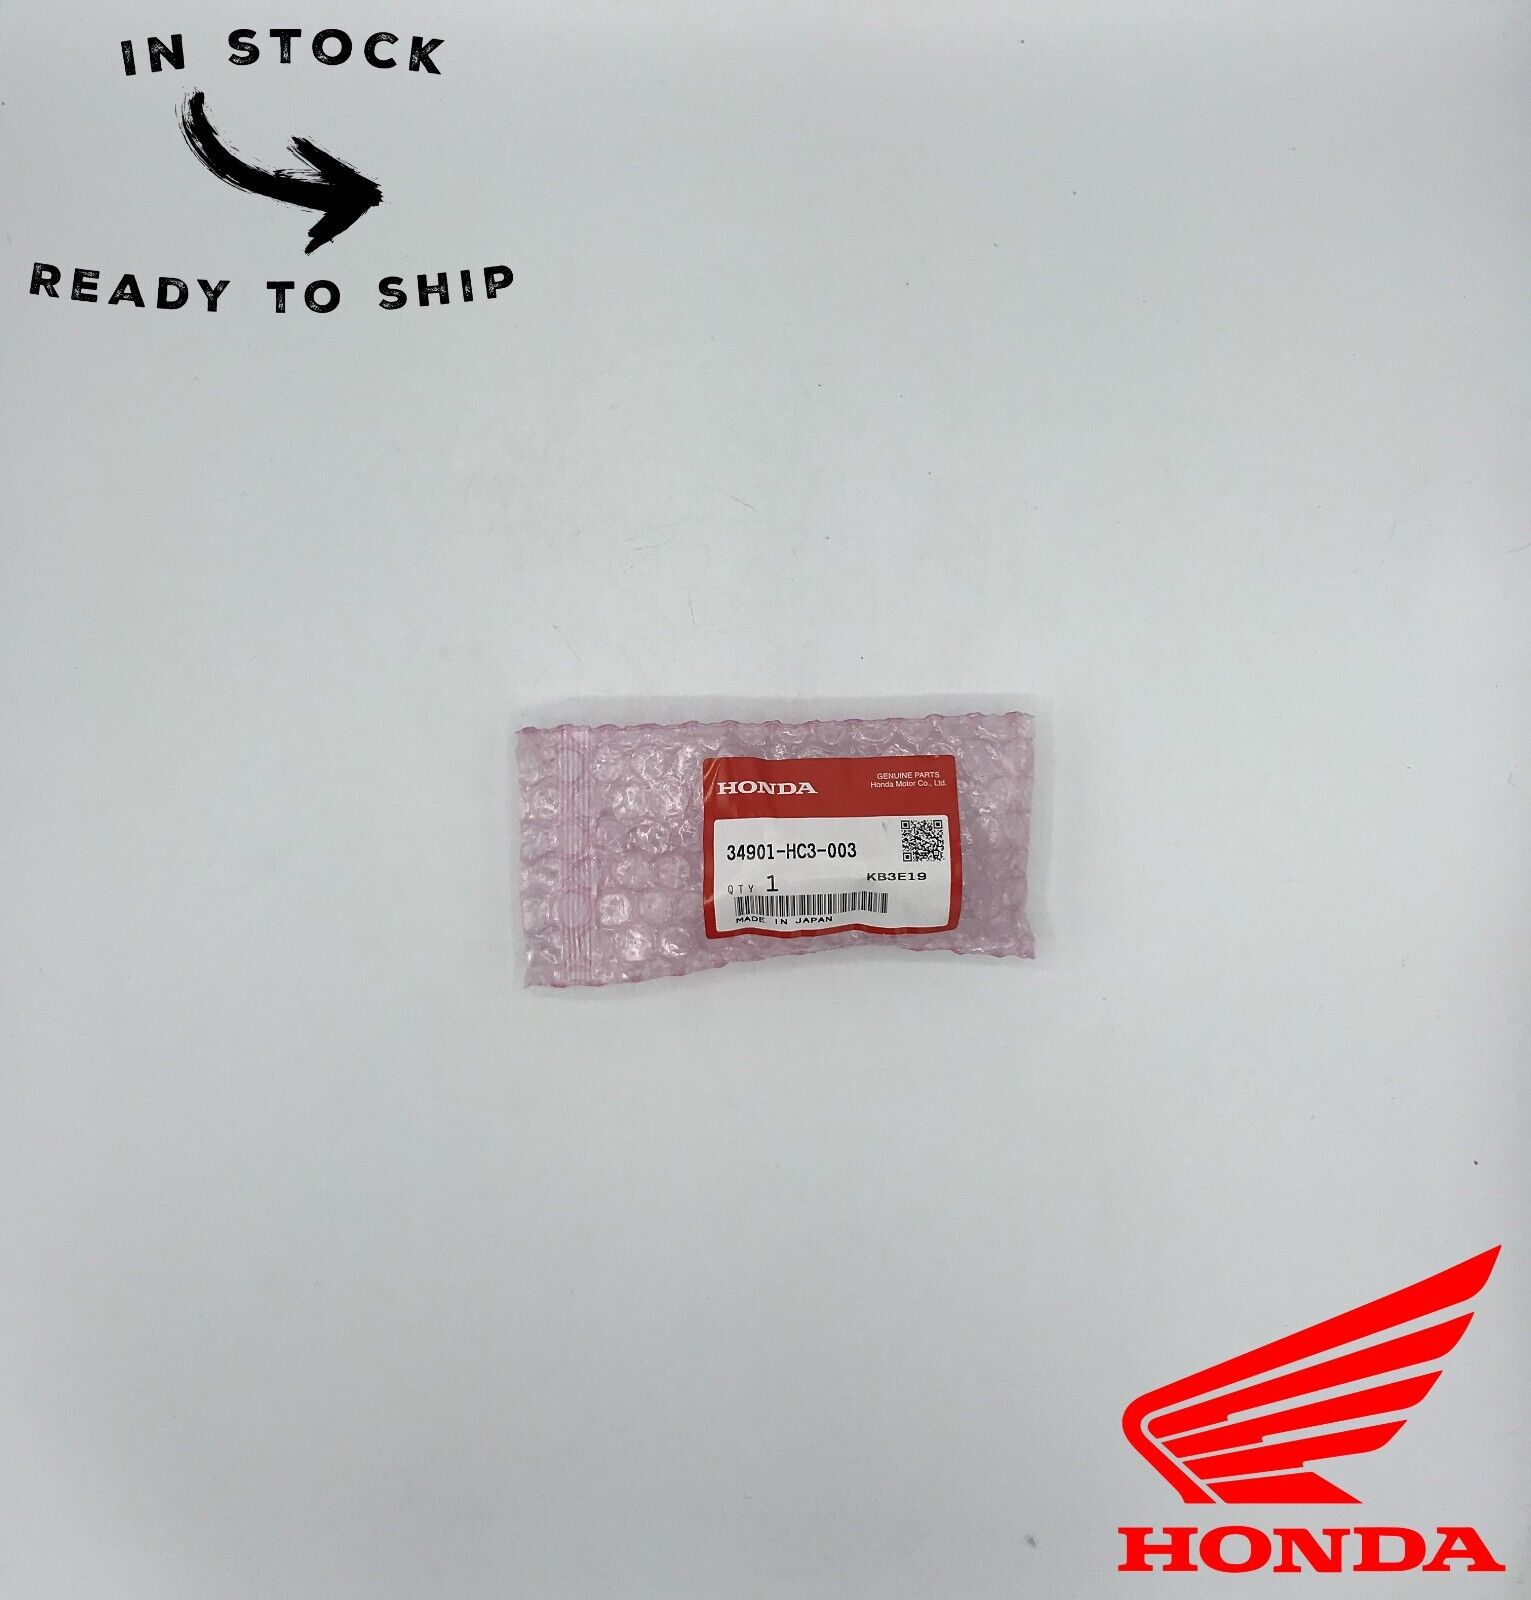 IN STOCK
READY TO SHIP
HONDA
GENUINE PARTS
Honda Motor Co., Ltd.
34901-HC3-003
QTY 1
KB3E19
MADE IN JAPAN
HONDA